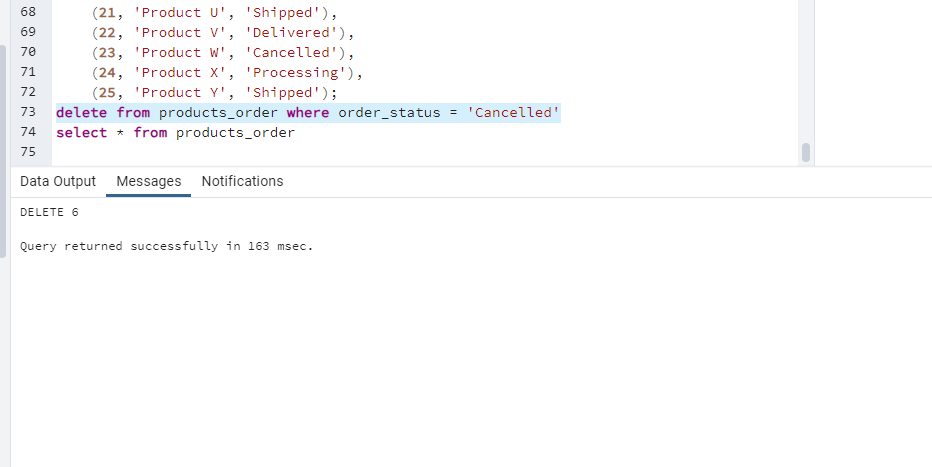 68 (21, 'Product U', 'Shipped'),
69 (22, 'Product V', 'Delivered'),
70 (23, 'Product W', 'Cancelled'),
71 (24, 'Product X', 'Processing'),
72 (25, 'Product Y', 'Shipped');
73 delete from products_order where order_status = 'Cancelled'
74 select * from products_order
75
Data Output Messages Notifications
DELETE 6
Query returned successfully in 163 msec.